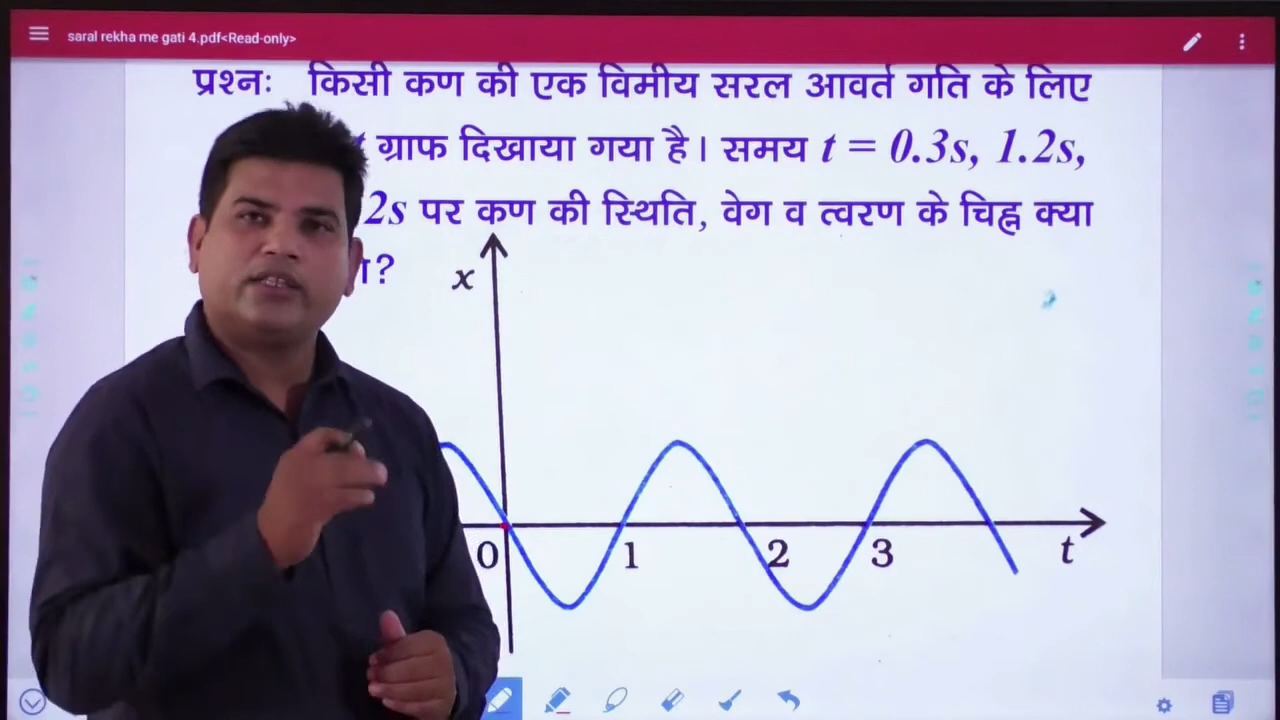 saral rekha me gati 4.pdf<Read-only>
प्रश्नः किसी कण की एक विमीय सरल आवर्त गति के लिए
t ग्राफ दिखाया गया है। समय t = 0.3s, 1.2s,
2s पर कण की स्थिति, वेग व त्वरण के चिह्न क्या
?
x
0 1 2 3 t